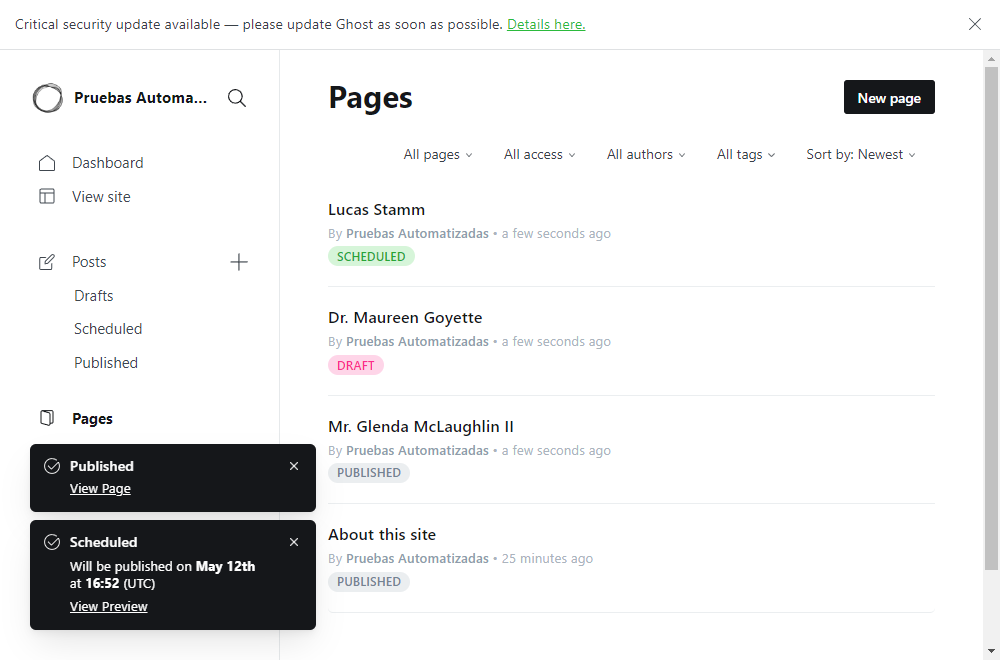 Critical security update available — please update Ghost as soon as possible. Details here.
Pruebas Automa...
Dashboard
View site
Posts
Drafts
Scheduled
Published
Pages
Published
View Page
Scheduled
Will be published on May 12th
at 16:52 (UTC)
View Preview
Pages
New page
All pages
All access
All authors
All tags
Sort by: Newest
Lucas Stamm
By Pruebas Automatizadas • a few seconds ago
SCHEDULED
Dr. Maureen Goyette
By Pruebas Automatizadas • a few seconds ago
DRAFT
Mr. Glenda McLaughlin II
By Pruebas Automatizadas • a few seconds ago
PUBLISHED
About this site
By Pruebas Automatizadas • 25 minutes ago
PUBLISHED